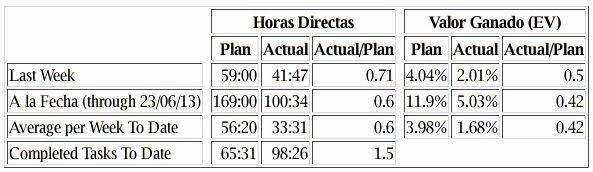 Horas Directas Valor Ganado (EV)
Plan Actual Actual/Plan Plan Actual Actual/Plan
Last Week 59:00 41:47 0.71 4.04% 2.01% 0.5
A la Fecha (through 23/06/13) 169:00 100:34 0.6 11.9% 5.03% 0.42
Average per Week To Date 56:20 33:31 0.6 3.98% 1.68% 0.42
Completed Tasks To Date 65:31 98:26 1.5